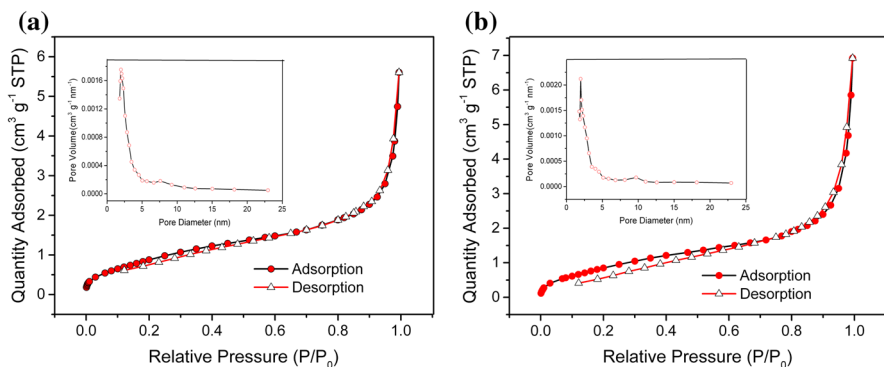 (a)
Quantity Adsorbed (cm³ g⁻¹ STP)
6
5
4
3
2
1
0
0.0 0.2 0.4 0.6 0.8 1.0
Relative Pressure (P/P₀)
Adsorption
Desorption
Pore Volume(cm³ g⁻¹ nm⁻¹)
0.0016
0.0012
0.0008
0.0004
0.0000
0 5 10 15 20 25
Pore Diameter (nm)
(b)
Quantity Adsorbed (cm³ g⁻¹ STP)
7
6
5
4
3
2
1
0
0.0 0.2 0.4 0.6 0.8 1.0
Relative Pressure (P/P₀)
Adsorption
Desorption
Pore Volume(cm³ g⁻¹ nm⁻¹)
0.0020
0.0015
0.0010
0.0005
0.0000
0 5 10 15 20 25
Pore Diameter (nm)